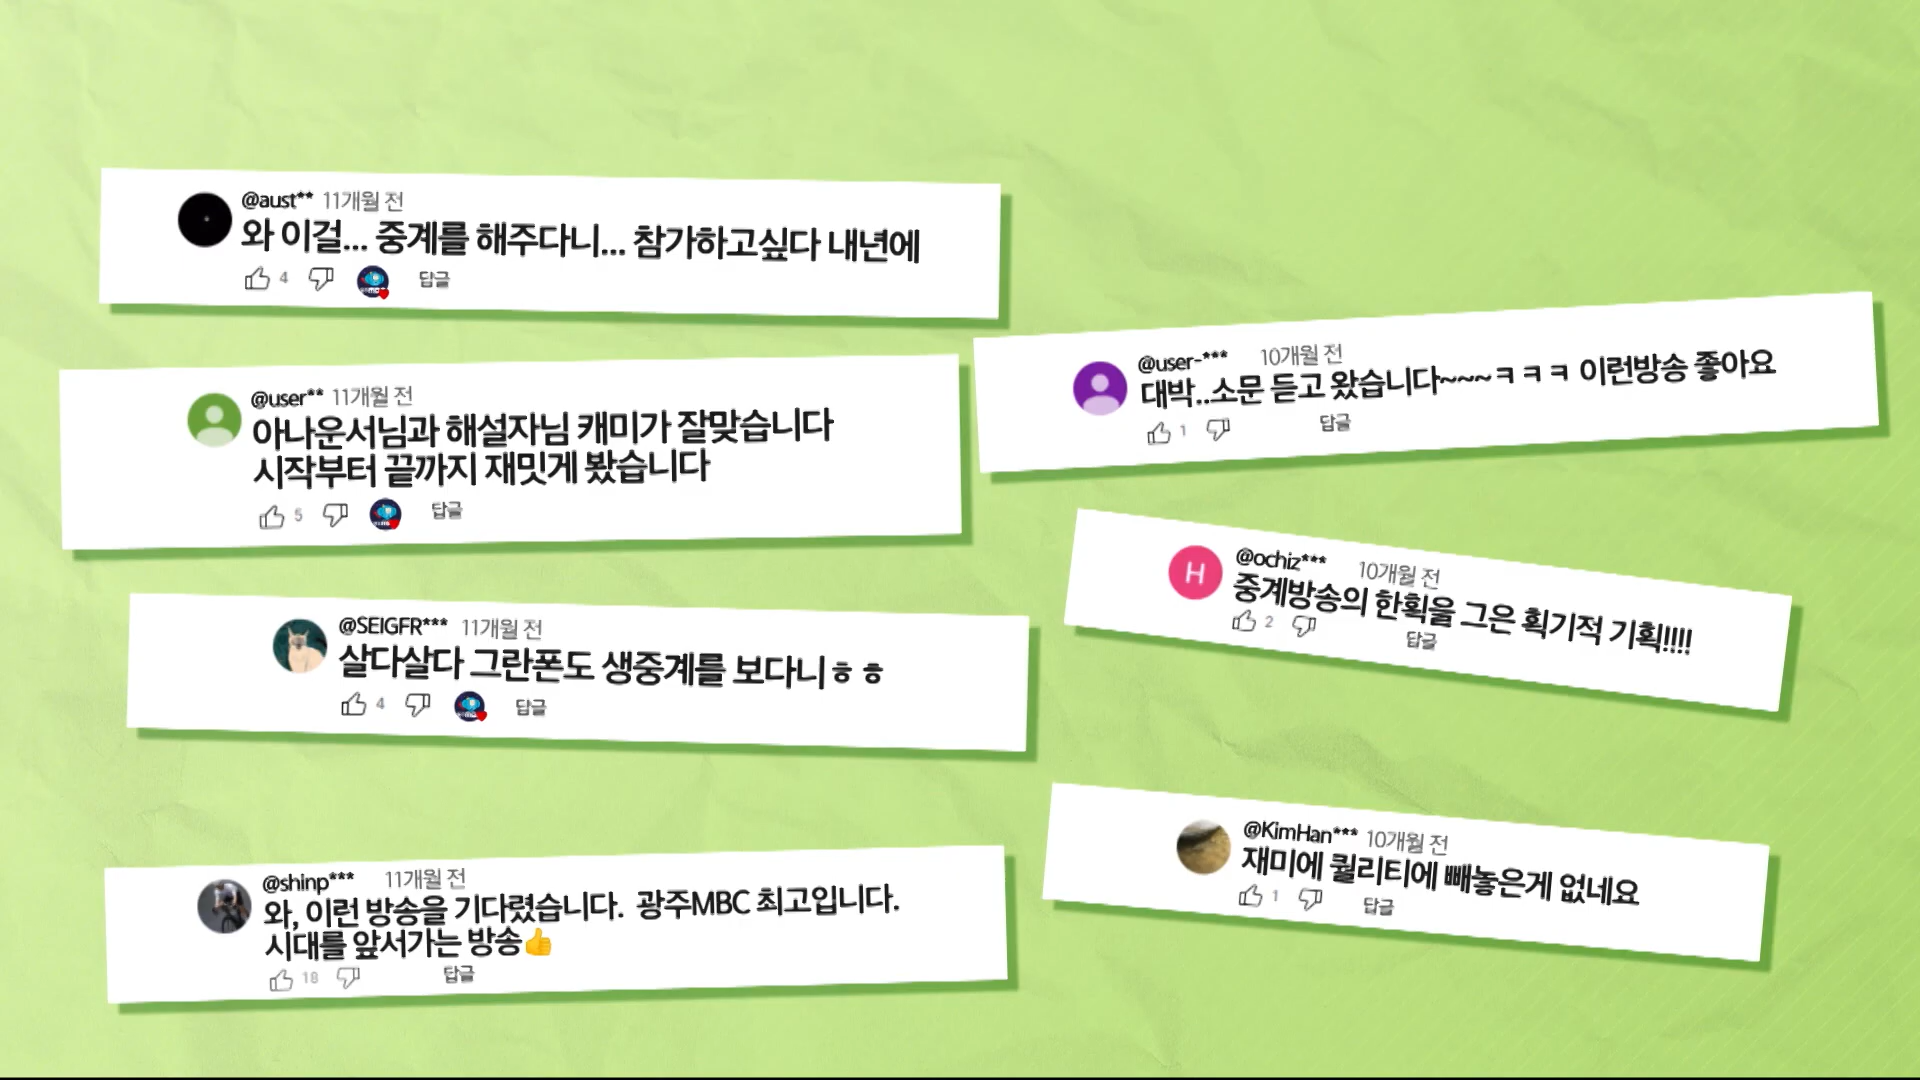 @aust** 11개월 전
와 이걸... 중계를 해주다니... 참가하고싶다 내년에
4 답글
@user** 11개월 전
아나운서님과 해설자님 캐미가 잘맞습니다
시작부터 끝까지 재밋게 봤습니다
5 답글
@SEIGFR*** 11개월 전
살다살다 그란폰도 생중계를 보다니ㅎㅎ
4 답글
@shinp*** 11개월 전
와, 이런 방송을 기다렸습니다. 광주MBC 최고입니다.
시대를 앞서가는 방송👍
18 답글
@user-*** 10개월 전
대박..소문 듣고 왔습니다~~~ㅋㅋㅋ 이런방송 좋아요
1 답글
H
@ochiz*** 10개월 전
중계방송의 한획을 그은 획기적 기획!!!!
2 답글
@KimHan*** 10개월 전
재미에 퀄리티에 빼놓은게 없네요
1 답글